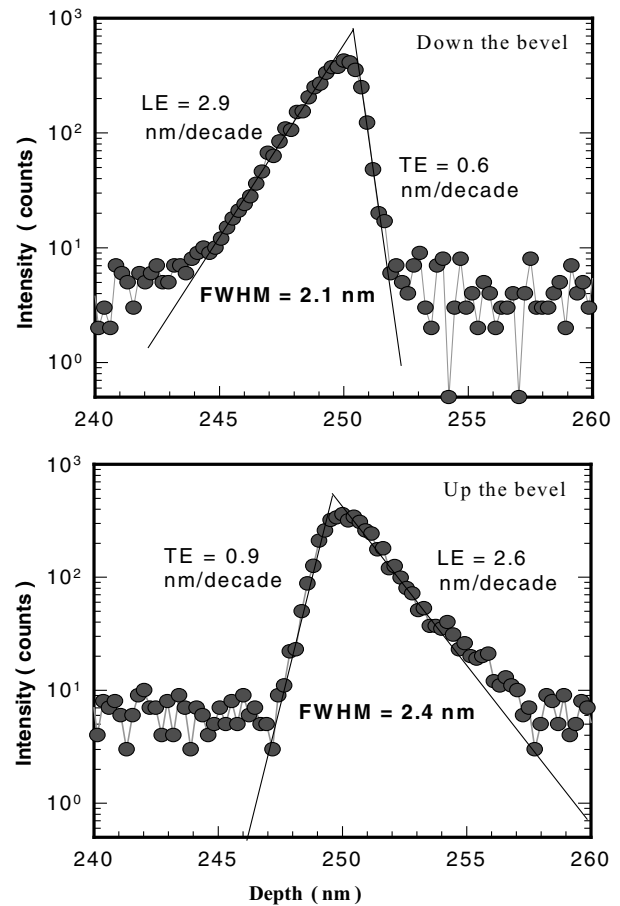 10³
Down the bevel
LE = 2.9
nm/decade
10²
TE = 0.6
nm/decade
Intensity ( counts)
10¹
FWHM = 2.1 nm
10⁰
240 245 250 255 260
10³
Up the bevel
TE = 0.9
nm/decade
LE = 2.6
nm/decade
10²
Intensity ( counts)
10¹
FWHM = 2.4 nm
10⁰
240 245 250 255 260
Depth ( nm )